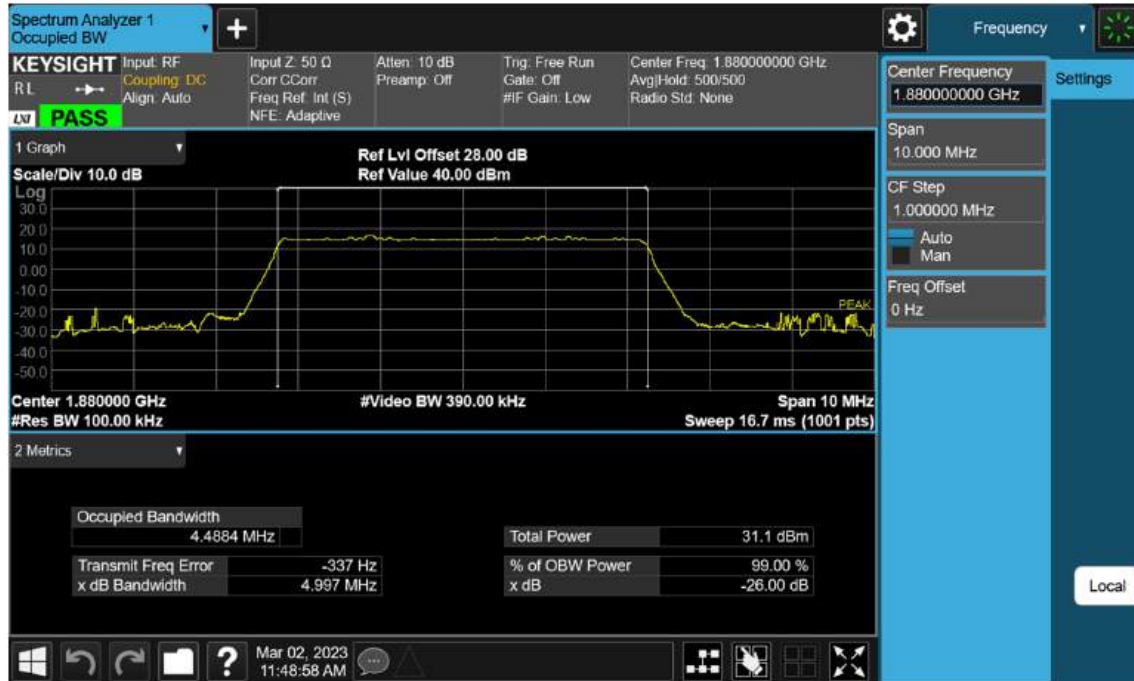 Spectrum Analyzer 1
Occupied BW
+
Frequency
KEYSIGHT
RL
LXI
PASS
Input: RF
Coupling: DC
Align: Auto
Input Z: 50 Ω
Corr CCorr
Freq Ref: Int (S)
NFE: Adaptive
Atten: 10 dB
Preamp: Off
Trig: Free Run
Gate: Off
#IF Gain: Low
Center Freq: 1.880000000 GHz
Avg|Hold: 500/500
Radio Std: None
Center Frequency
1.880000000 GHz
Settings
Span
10.000 MHz
CF Step
1.000000 MHz
Auto
Man
Freq Offset
0 Hz
Local
1 Graph
Scale/Div 10.0 dB
Ref Lvl Offset 28.00 dB
Ref Value 40.00 dBm
Log
30.0
20.0
10.0
0.00
-10.0
-20.0
-30.0
-40.0
-50.0
PEAK
Center 1.880000 GHz
#Video BW 390.00 kHz
Span 10 MHz
#Res BW 100.00 kHz
Sweep 16.7 ms (1001 pts)
2 Metrics
Occupied Bandwidth
4.4884 MHz
Total Power 31.1 dBm
Transmit Freq Error -337 Hz
% of OBW Power 99.00 %
x dB Bandwidth 4.997 MHz
x dB -26.00 dB
?
Mar 02, 2023
11:48:58 AM